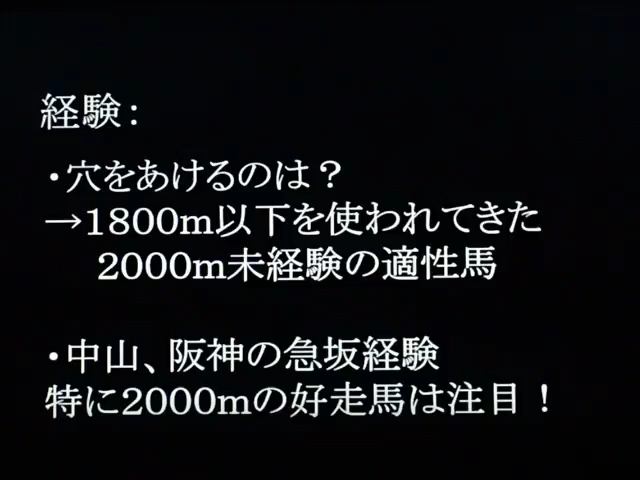 経験：
・穴をあけるのは？
→1800m以下を使われてきた
2000m未経験の適性馬
・中山、阪神の急坂経験
特に2000mの好走馬は注目！